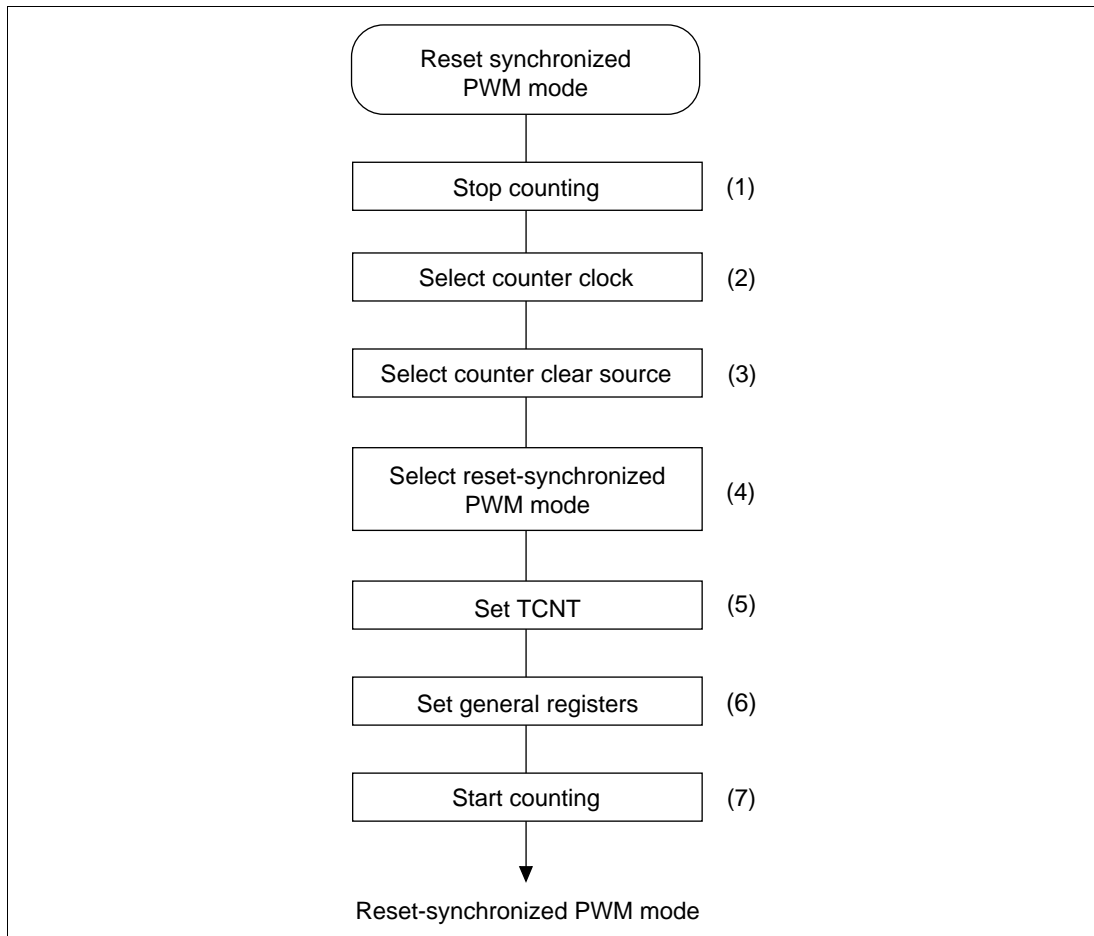 Reset synchronized
PWM mode
Stop counting (1)
Select counter clock (2)
Select counter clear source (3)
Select reset-synchronized
PWM mode (4)
Set TCNT (5)
Set general registers (6)
Start counting (7)
Reset-synchronized PWM mode